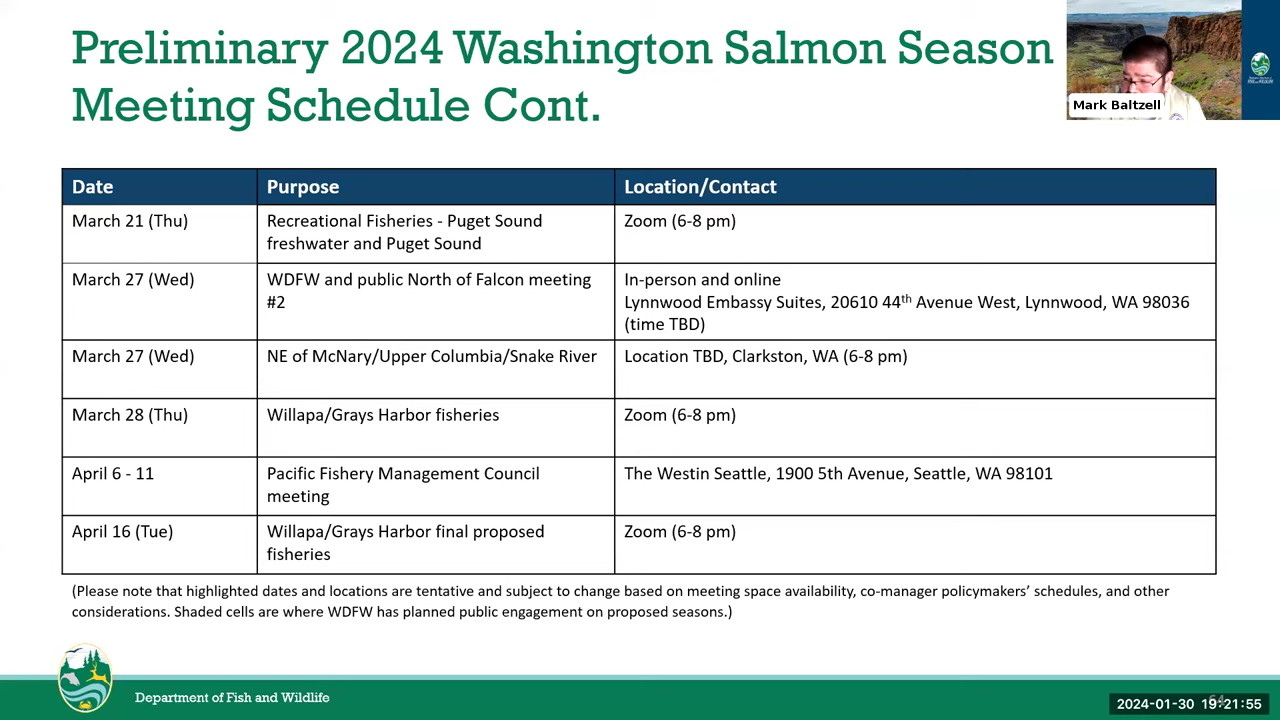 Preliminary 2024 Washington Salmon Season
Meeting Schedule Cont.
Mark Baltzell
Date Purpose Location/Contact
March 21 (Thu) Recreational Fisheries - Puget Sound Zoom (6-8 pm)
freshwater and Puget Sound
March 27 (Wed) WDFW and public North of Falcon meeting In-person and online
#2 Lynnwood Embassy Suites, 20610 44th Avenue West, Lynnwood, WA 98036
(time TBD)
March 27 (Wed) NE of McNary/Upper Columbia/Snake River Location TBD, Clarkston, WA (6-8 pm)
March 28 (Thu) Willapa/Grays Harbor fisheries Zoom (6-8 pm)
April 6 - 11 Pacific Fishery Management Council The Westin Seattle, 1900 5th Avenue, Seattle, WA 98101
meeting
April 16 (Tue) Willapa/Grays Harbor final proposed Zoom (6-8 pm)
fisheries
(Please note that highlighted dates and locations are tentative and subject to change based on meeting space availability, co-manager policymakers’ schedules, and other
considerations. Shaded cells are where WDFW has planned public engagement on proposed seasons.)
Department of Fish and Wildlife
2024-01-30 19:21:55